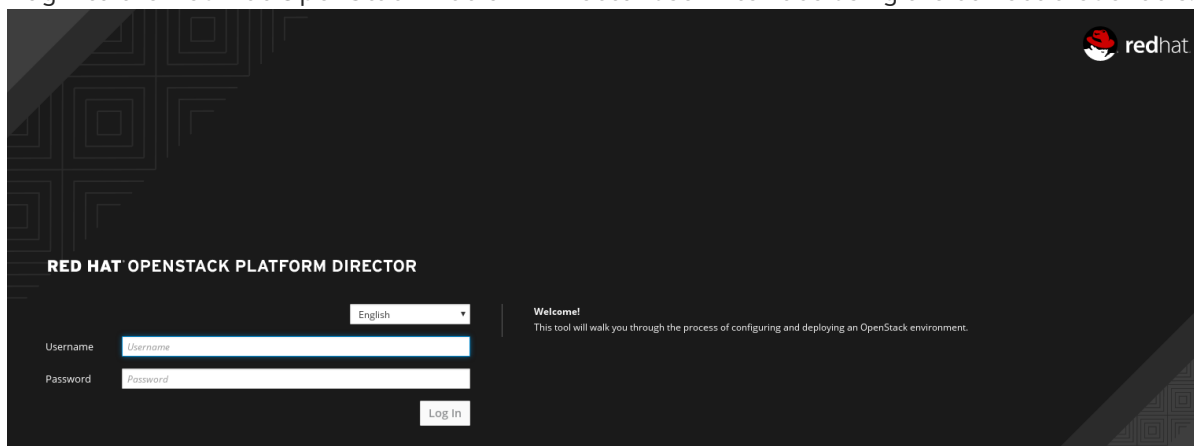 redhat.
RED HAT OPENSTACK PLATFORM DIRECTOR
English
Welcome!
This tool will walk you through the process of configuring and deploying an OpenStack environment.
Username
Username
Password
Password
Log In